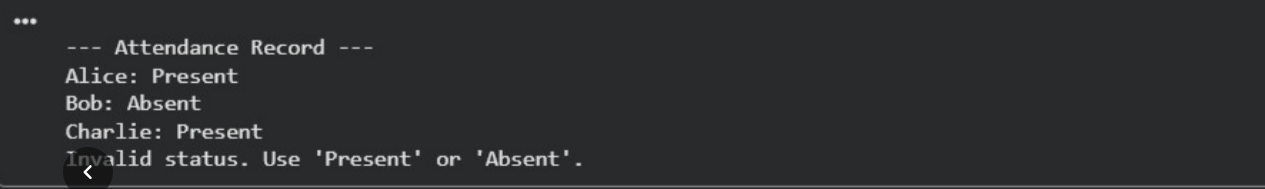 --- Attendance Record ---
Alice: Present
Bob: Absent
Charlie: Present
Invalid status. Use 'Present' or 'Absent'.